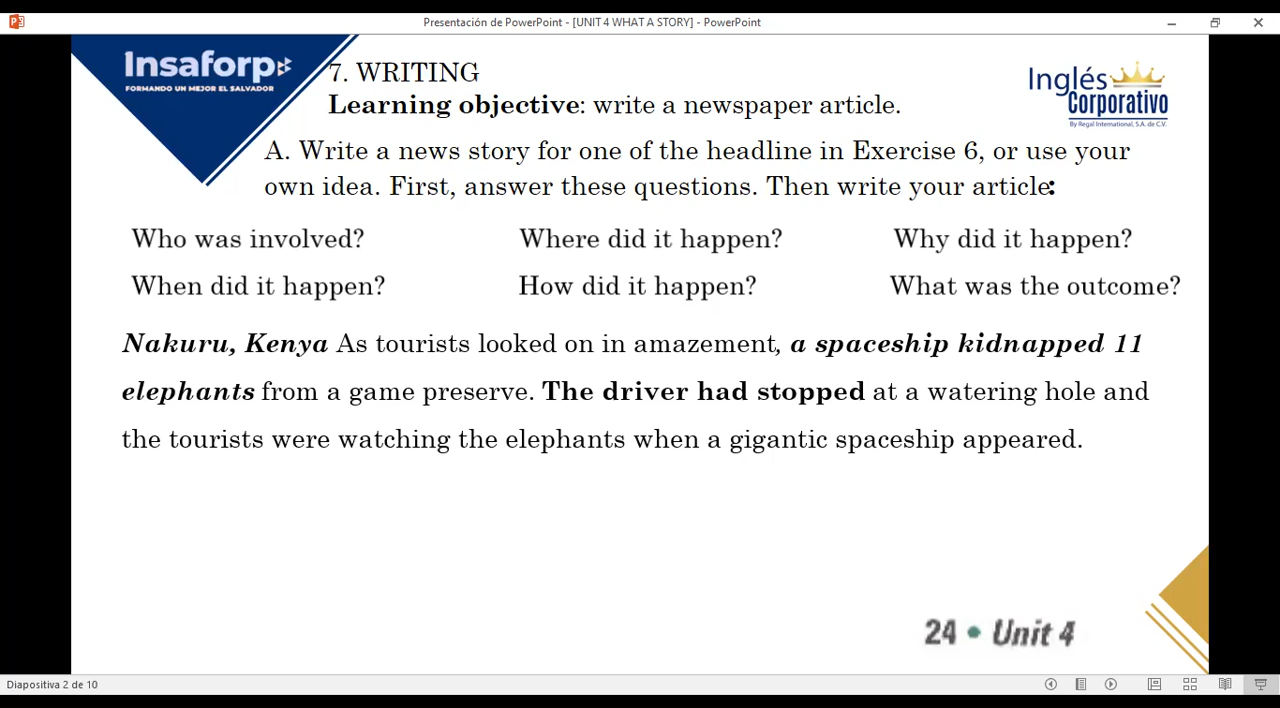 Presentación de PowerPoint - [UNIT 4 WHAT A STORY] - PowerPoint
Insaforp
FORMANDO UN MEJOR EL SALVADOR
Inglés
Corporativo
By Regal International, S.A. de C.V.
7. WRITING
Learning objective: write a newspaper article.
A. Write a news story for one of the headline in Exercise 6, or use your
own idea. First, answer these questions. Then write your article:
Who was involved? Where did it happen? Why did it happen?
When did it happen? How did it happen? What was the outcome?
Nakuru, Kenya As tourists looked on in amazement, a spaceship kidnapped 11
elephants from a game preserve. The driver had stopped at a watering hole and
the tourists were watching the elephants when a gigantic spaceship appeared.
24 • Unit 4
Diapositiva 2 de 10